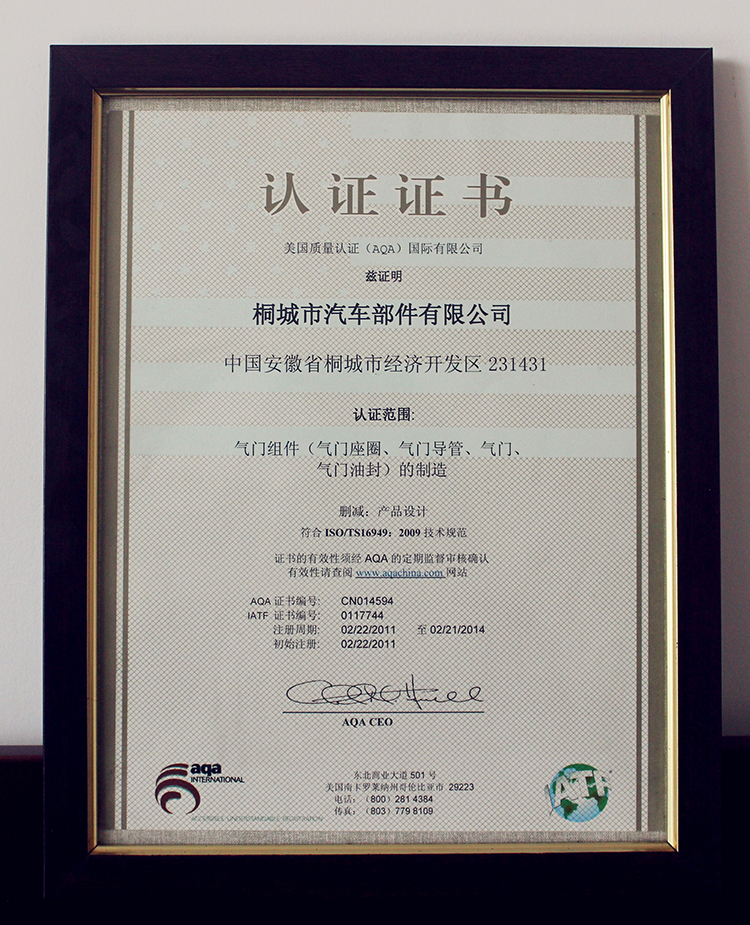 认证证书
美国质量认证（AQA）国际有限公司
兹证明
桐城市汽车部件有限公司
中国安徽省桐城市经济开发区 231431
认证范围:
气门组件（气门座圈、气门导管、气门、
气门油封）的制造
删减：产品设计
符合 ISO/TS16949：2009 技术规范
证书的有效性须经 AQA 的定期监督审核确认
有效性请查阅 www.aqachina.com 网站
AQA 证书编号: CN014594
IATF 证书编号: 0117744
注册周期: 02/22/2011 至 02/21/2014
初始注册: 02/22/2011
AQA CEO
aqa
INTERNATIONAL
ACCESSIBLE UNDERSTANDABLE REGISTRATION
东北商业大道 501 号
美国南卡罗莱纳州哥伦比亚市 29223
电话：（800）281 4384
传真：（803）779 8109
IATF